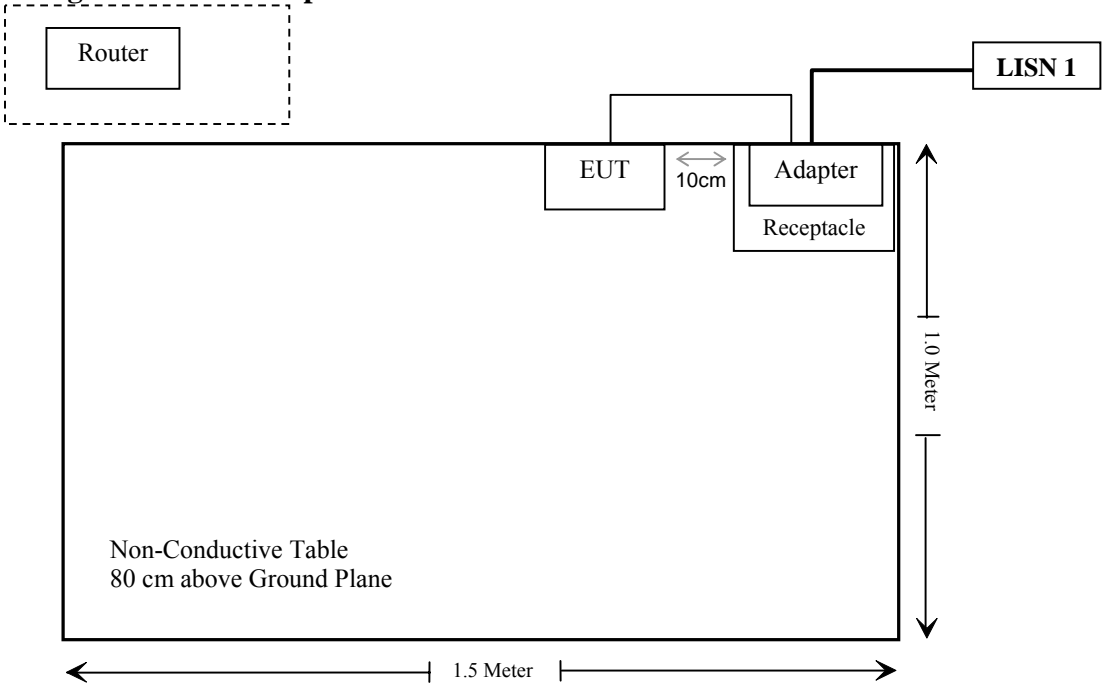 Router
LISN 1
EUT
10cm
Adapter
Receptacle
1.0 Meter
Non-Conductive Table
80 cm above Ground Plane
1.5 Meter